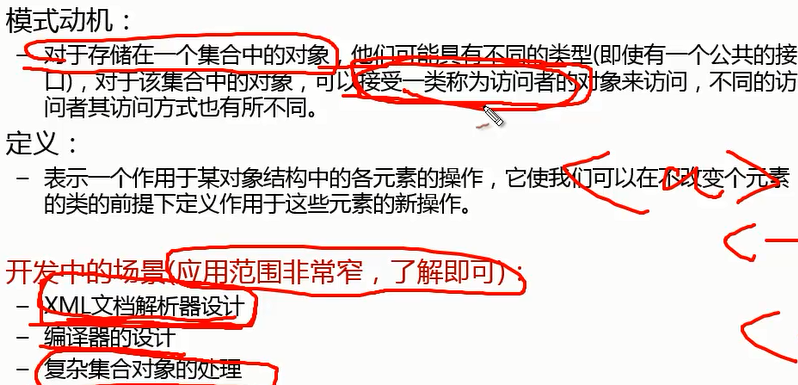 模式动机：
– 对于存储在一个集合中的对象，他们可能具有不同的类型(即使有一个公共的接
口)，对于该集合中的对象，可以接受一类称为访问者的对象来访问，不同的访
问者其访问方式也有所不同。
定义：
– 表示一个作用于某对象结构中的各元素的操作，它使我们可以在不改变个元素
的类的前提下定义作用于这些元素的新操作。
<a>
开发中的场景(应用范围非常窄，了解即可)：
– XML文档解析器设计
– 编译器的设计
– 复杂集合对象的处理